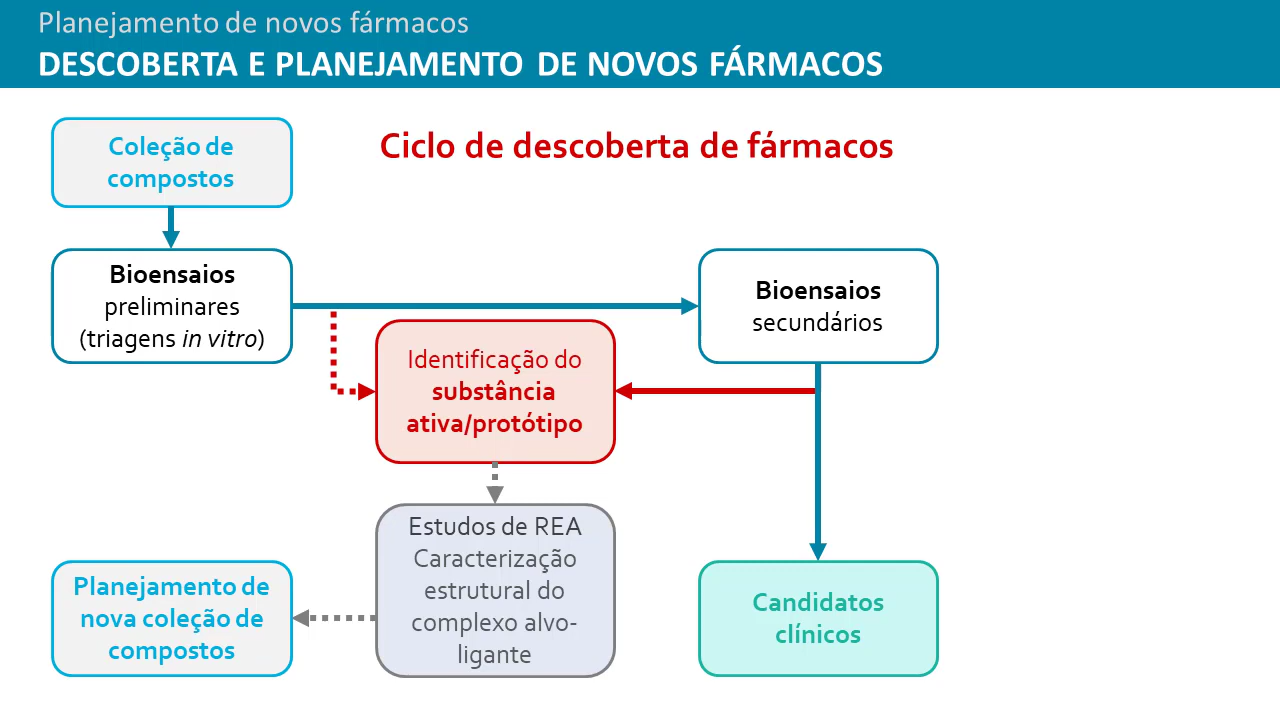 Planejamento de novos fármacos
DESCOBERTA E PLANEJAMENTO DE NOVOS FÁRMACOS
Coleção de
compostos
Ciclo de descoberta de fármacos
Bioensaios
preliminares
(triagens in vitro)
Bioensaios
secundários
Identificação do
substância
ativa/protótipo
Estudos de REA
Caracterização
estrutural do
complexo alvo-
ligante
Planejamento de
nova coleção de
compostos
Candidatos
clínicos